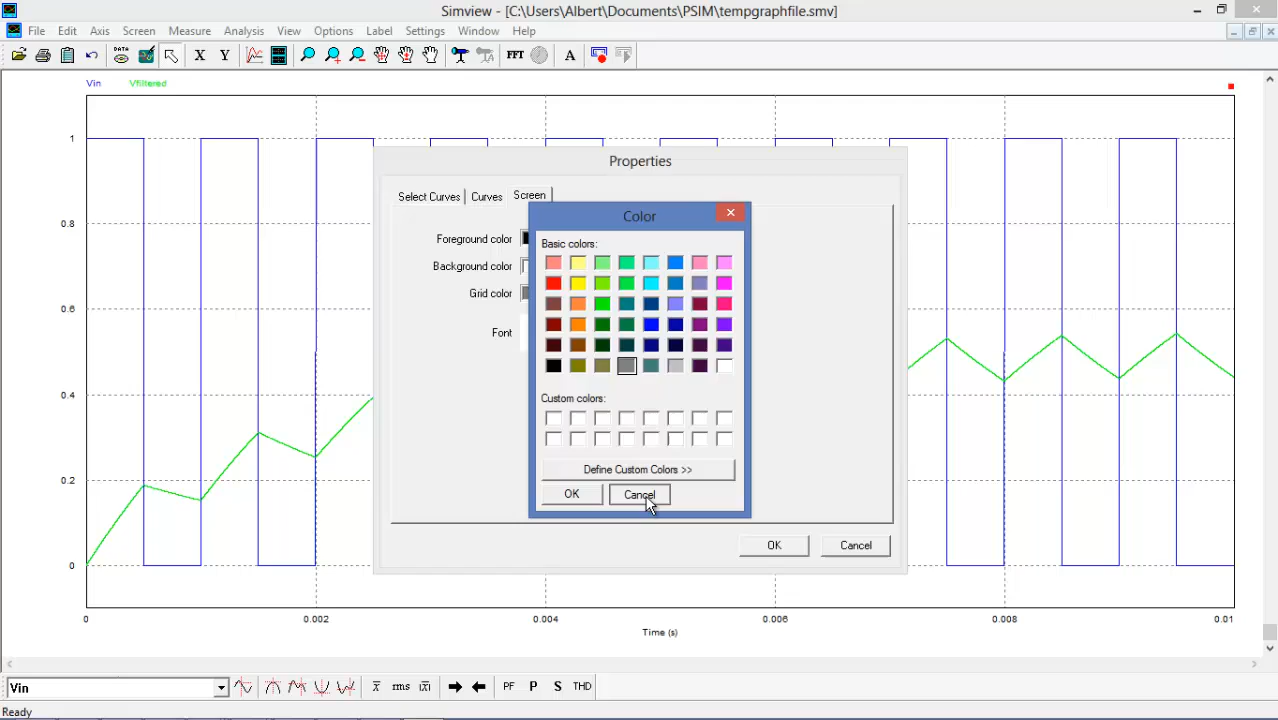 Simview - [C:\Users\Albert\Documents\PSIM\tempgraphfile.smv]
File Edit Axis Screen Measure Analysis View Options Label Settings Window Help
DATA X Y FFT A
Vin Vfiltered
1
0.8
0.6
0.4
0.2
0
0 0.002 0.004 0.006 0.008 0.01
Time (s)
Properties
Select Curves Curves Screen
Foreground color
Background color
Grid color
Font
OK Cancel
Color
Basic colors:
Custom colors:
Define Custom Colors >>
OK Cancel
Vin x rms |x| PF P S THD
Ready